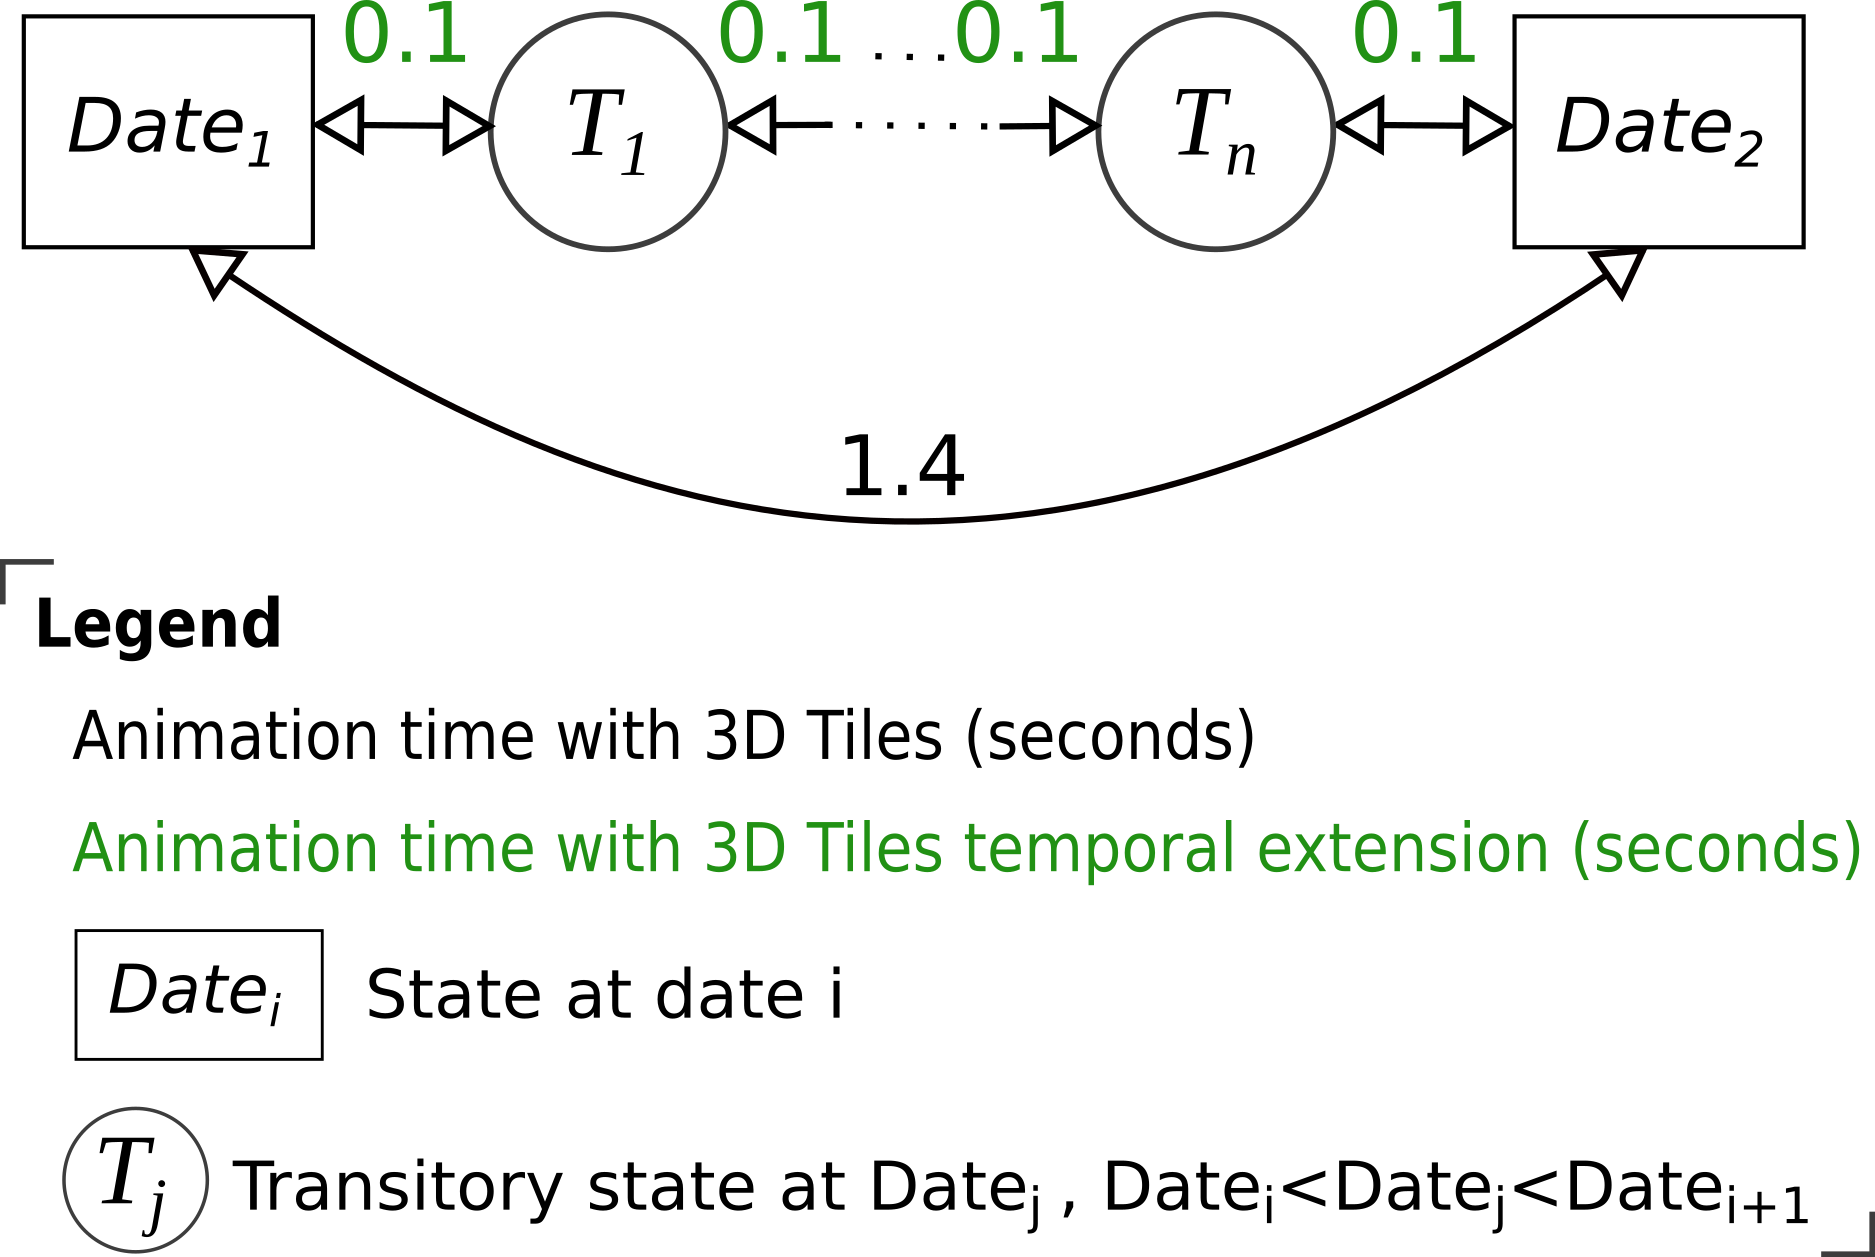 0.1 0.1 ...0.1 0.1
Date₁ T₁ ..... Tₙ Date₂
1.4
Legend
Animation time with 3D Tiles (seconds)
Animation time with 3D Tiles temporal extension (seconds)
Dateᵢ State at date i
Tⱼ Transitory state at Dateⱼ , Dateᵢ<Dateⱼ<Dateᵢ₊₁